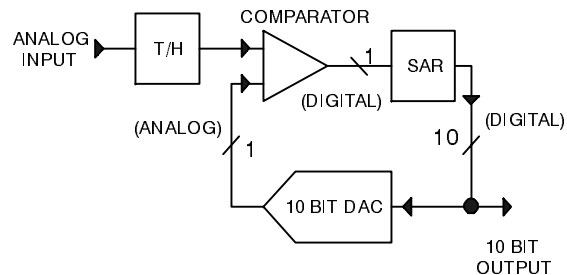 COMPARATOR
ANALOG
INPUT
T/H
1
SAR
(DIGITAL)
(ANALOG)
1
10
(DIGITAL)
10 BIT DAC
10 BIT
OUTPUT